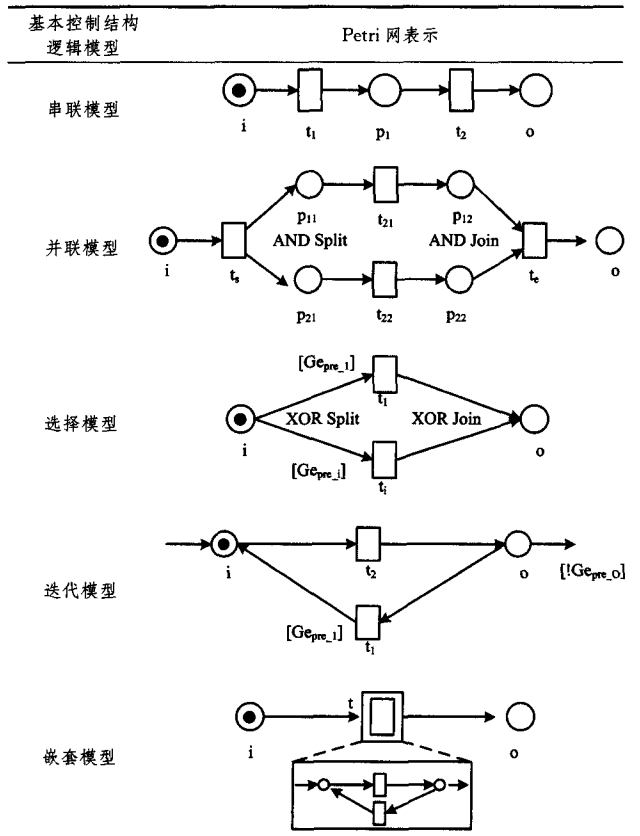 基本控制结构
逻辑模型
Petri 网表示
串联模型
i
t1
p1
t2
o
并联模型
i
ts
p11
AND Split
t21
p12
AND Join
te
o
p21
t22
p22
选择模型
[Gepre_1]
t1
XOR Split
XOR Join
i
o
[Gepre_i]
ti
迭代模型
i
t2
o
{!Gepre_o]
[Gepre_1]
t1
嵌套模型
t
i
o